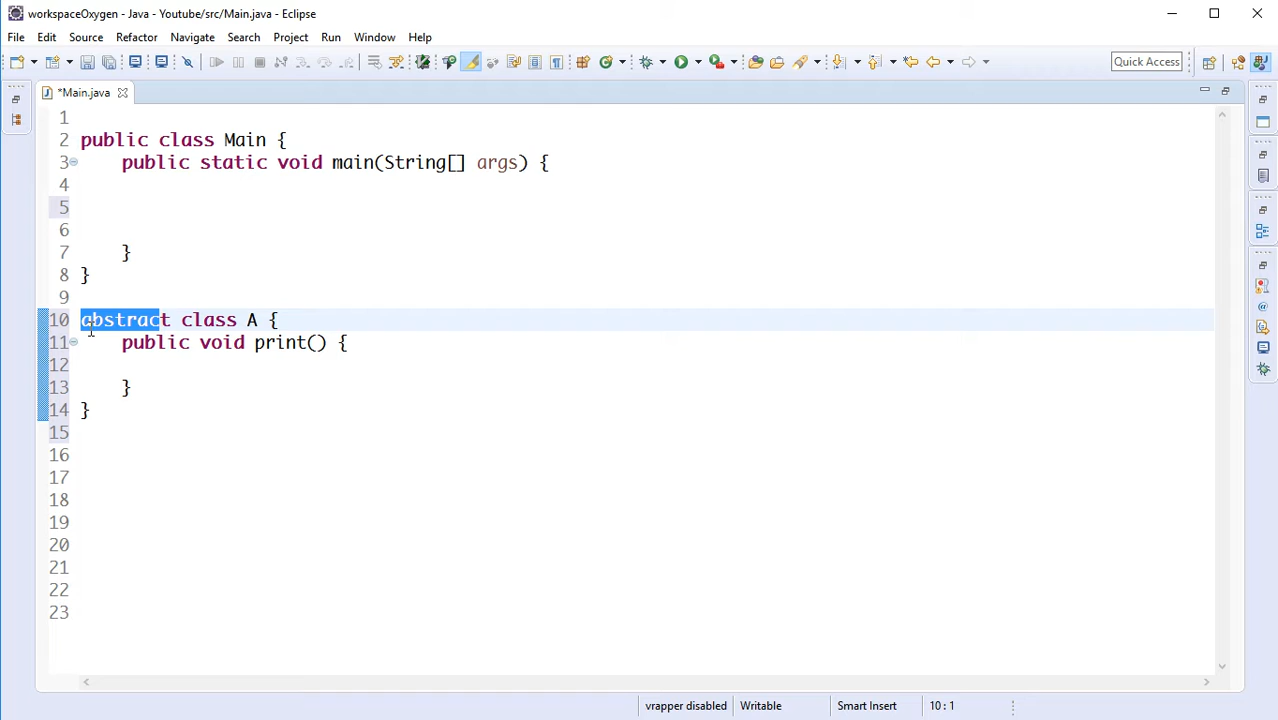 workspaceOxygen - Java - Youtube/src/Main.java - Eclipse
File Edit Source Refactor Navigate Search Project Run Window Help
Quick Access
*Main.java
1
2 public class Main {
3 public static void main(String[] args) {
4
5
6
7 }
8 }
9
10 abstract class A {
11 public void print() {
12
13 }
14 }
15
16
17
18
19
20
21
22
23
vrapper disabled Writable Smart Insert 10 : 1